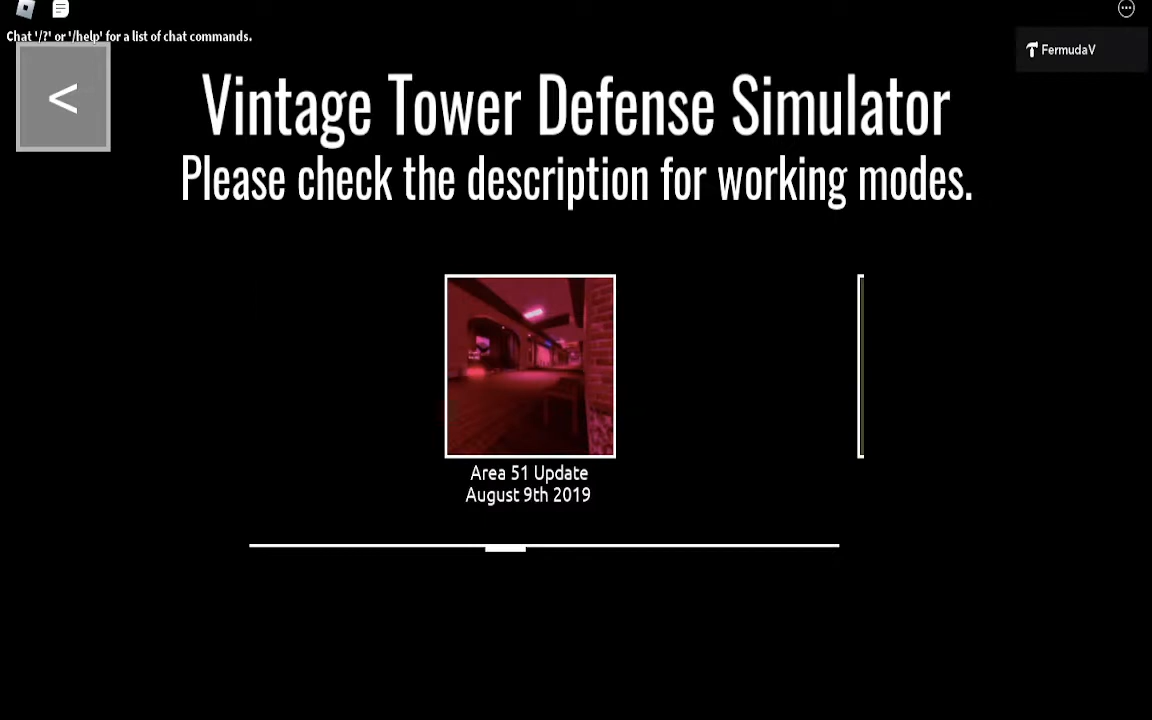 Chat '/?' or '/help' for a list of chat commands.
FermudaV
<
Vintage Tower Defense Simulator
Please check the description for working modes.
Area 51 Update
August 9th 2019